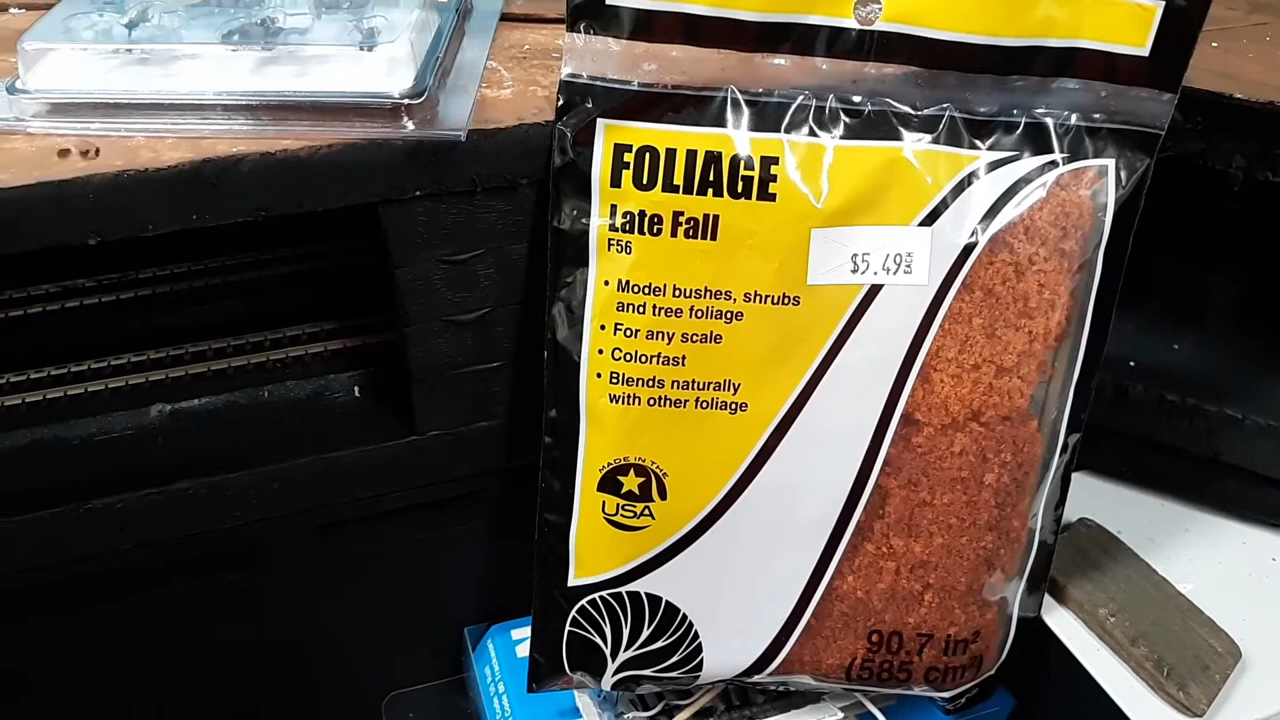 FOLIAGE
Late Fall
F56
$5.49 EACH
• Model bushes, shrubs
and tree foliage
• For any scale
• Colorfast
• Blends naturally
with other foliage
MADE IN THE
USA
90.7 in²
(585 cm²)